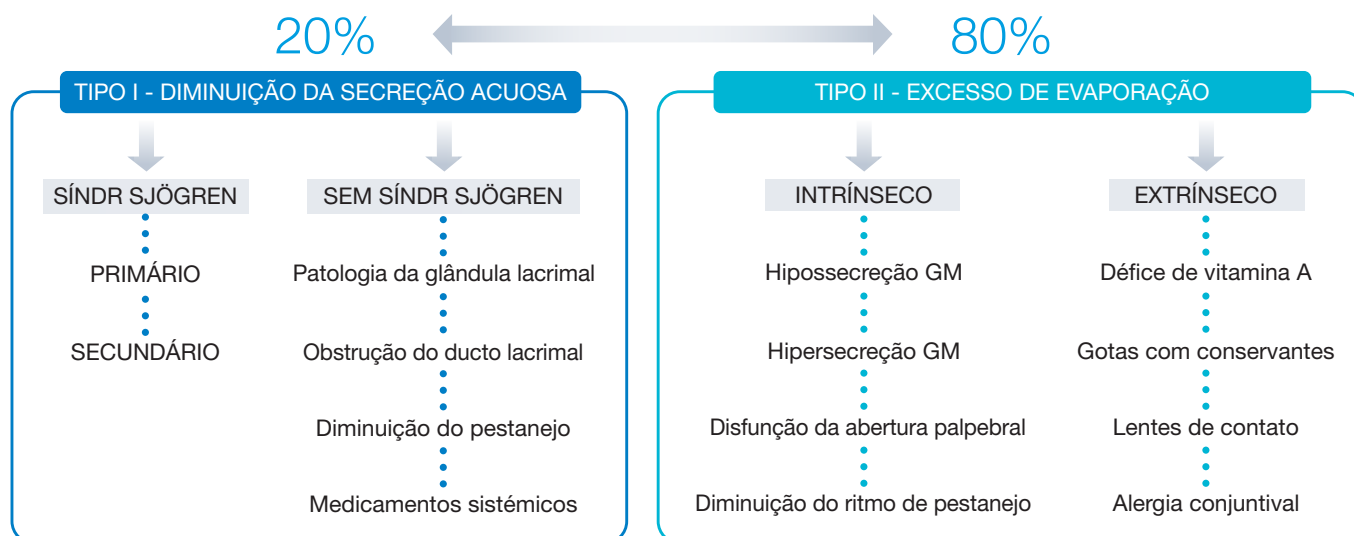 20%
80%
TIPO I - DIMINUIÇÃO DA SECREÇÃO ACUOSA
SÍNDR SJÖGREN
PRIMÁRIO
SECUNDÁRIO
SEM SÍNDR SJÖGREN
Patologia da glândula lacrimal
Obstrução do ducto lacrimal
Diminuição do pestanejo
Medicamentos sistémicos
TIPO II - EXCESSO DE EVAPORAÇÃO
INTRÍNSECO
Hipossecreção GM
Hipersecreção GM
Disfunção da abertura palpebral
Diminuição do ritmo de pestanejo
EXTRÍNSECO
Défice de vitamina A
Gotas com conservantes
Lentes de contato
Alergia conjuntival